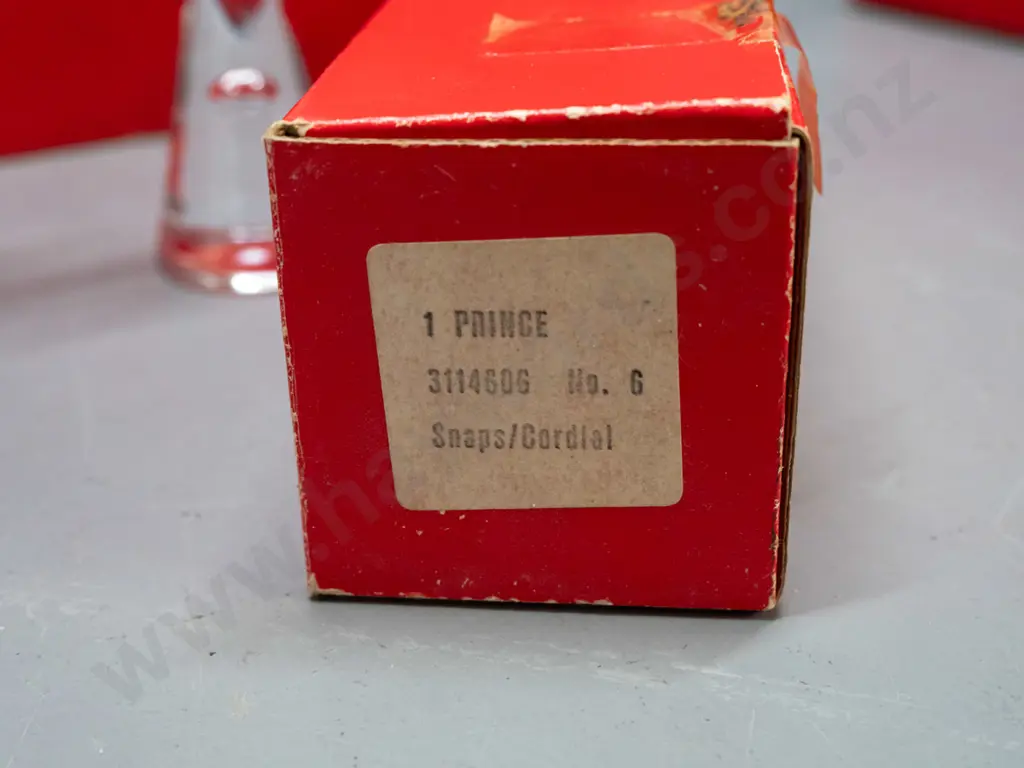 1 PRINCE
3114606 No. 6
Snaps/Cordial